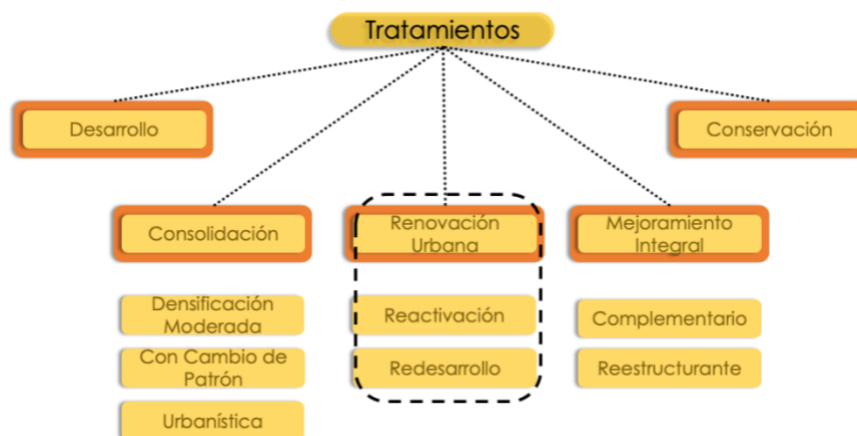 Tratamientos
Desarrollo
Conservación
Consolidación
Renovación
Urbana
Mejoramiento
Integral
Densificación
Moderada
Con Cambio de
Patrón
Urbanística
Reactivación
Redesarrollo
Complementario
Reestructurante